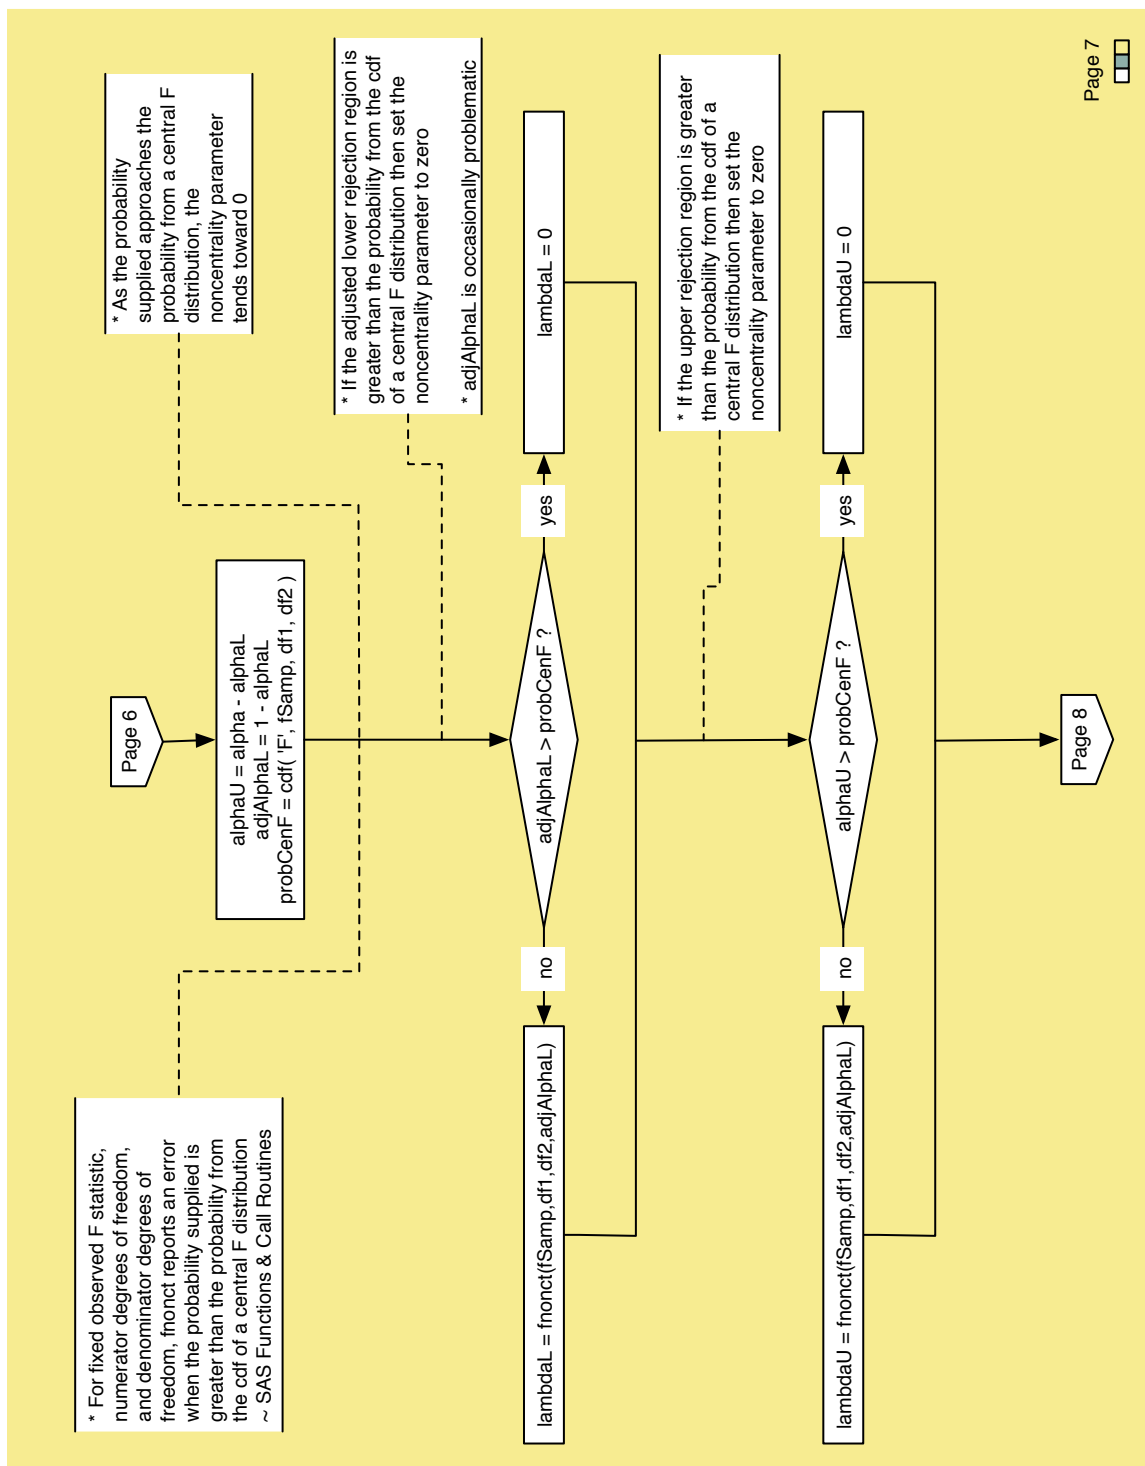 Page 6
* For fixed observed F statistic,
numerator degrees of freedom,
and denominator degrees of
freedom, fnonct reports an error
when the probability supplied is
greater than the probability from
the cdf of a central F distribution
~ SAS Functions & Call Routines
alphaU = alpha - alphaL
adjAlphaL = 1 - alphaL
probCenF = cdf( 'F', fSamp, df1, df2 )
* As the probability
supplied approaches the
probability from a central F
distribution, the
noncentrality parameter
tends toward 0
* If the adjusted lower rejection region is
greater than the probability from the cdf
of a central F distribution then set the
noncentrality parameter to zero
* adjAlphaL is occasionally problematic
lambdaL = fnonct(fSamp,df1,df2,adjAlphaL)
no
adjAlphaL > probCenF ?
yes
lambdaL = 0
* If the upper rejection region is greater
than the probability from the cdf of a
central F distribution then set the
noncentrality parameter to zero
lambdaU = fnonct(fSamp,df1,df2,adjAlphaL)
no
alphaU > probCenF ?
yes
lambdaU = 0
Page 8
Page 7